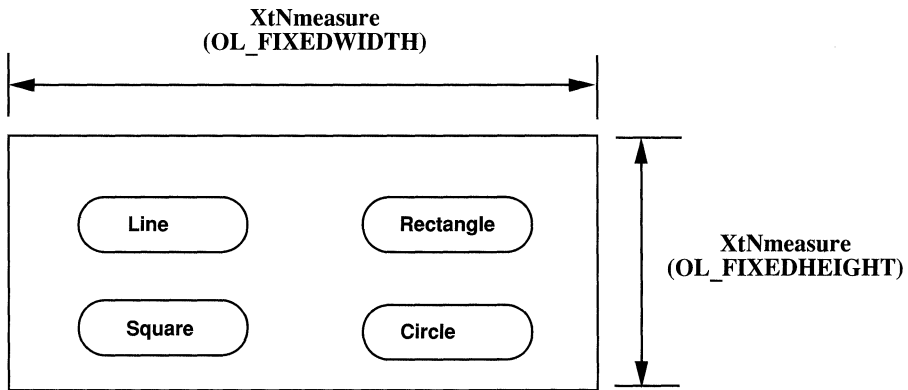 XtNmeasure
(OL_FIXEDWIDTH)
Line
Rectangle
XtNmeasure
(OL_FIXEDHEIGHT)
Square
Circle